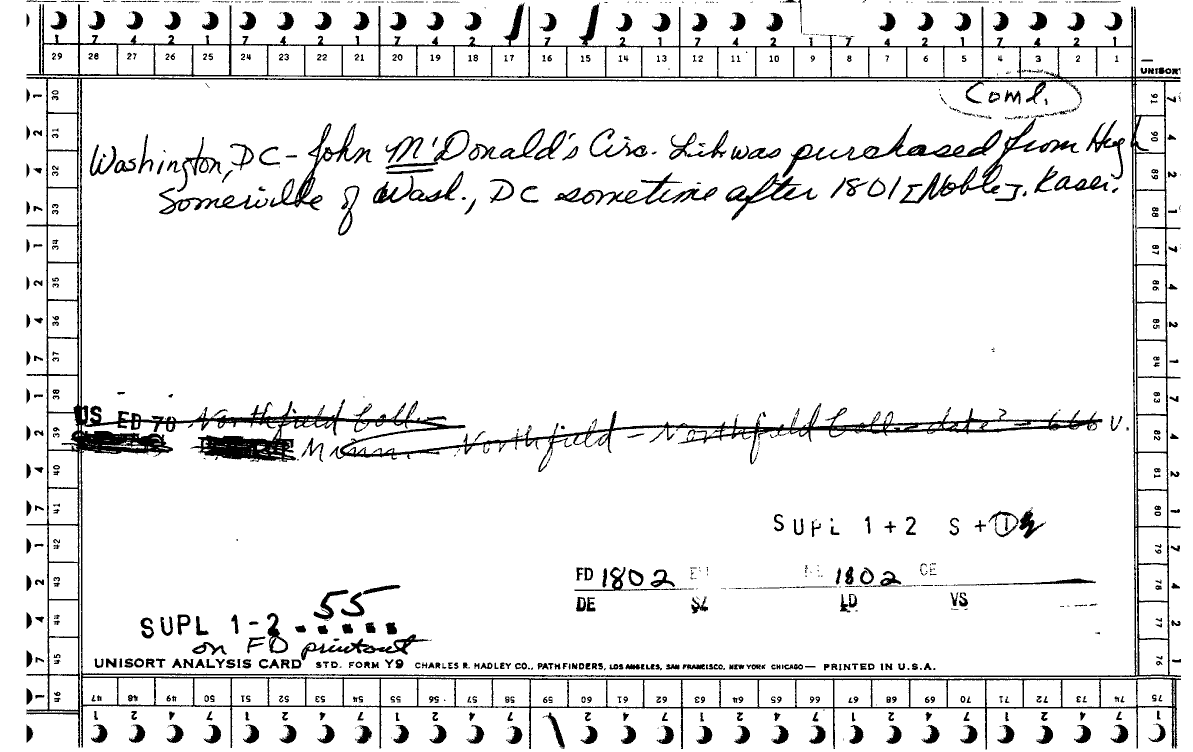 1 7 4 2 1 7 4 2 1 7 4 2 1 7 4 2 1 7 4 2 1 7 4 2 1 7 4 2 1
29 28 27 26 25 24 23 22 21 20 19 18 17 16 15 14 13 12 11 10 9 8 7 6 5 4 3 2 1
UNISORT
Coml.
Washington, DC - John M'Donald's Circ. Lib. was purchased from Hugh
Somerville of Wash., DC sometime after 1801 [Noble]. Kaser.
US ED 70 Northfield Coll
Minn. - Northfield - Northfield Coll. - date? - 666 v.
SUPL 1+2 S+1
FD 1802 1802 CE
DE SZ LD VS
SUPL 1-2 55
on FD printout
UNISORT ANALYSIS CARD STD. FORM Y9 CHARLES R. HADLEY CO., PATHFINDERS, LOS ANGELES, SAN FRANCISCO, NEW YORK CHICAGO — PRINTED IN U.S.A.
47 48 49 50 51 52 53 54 55 56 57 58 59 60 61 62 63 64 65 66 67 68 69 70 71 72 73 74 75
30 31 32 33 34 35 36 37 38 39 40 41 42 43 44 45 46
91 90 89 88 87 86 85 84 83 82 81 80 79 78 77 76